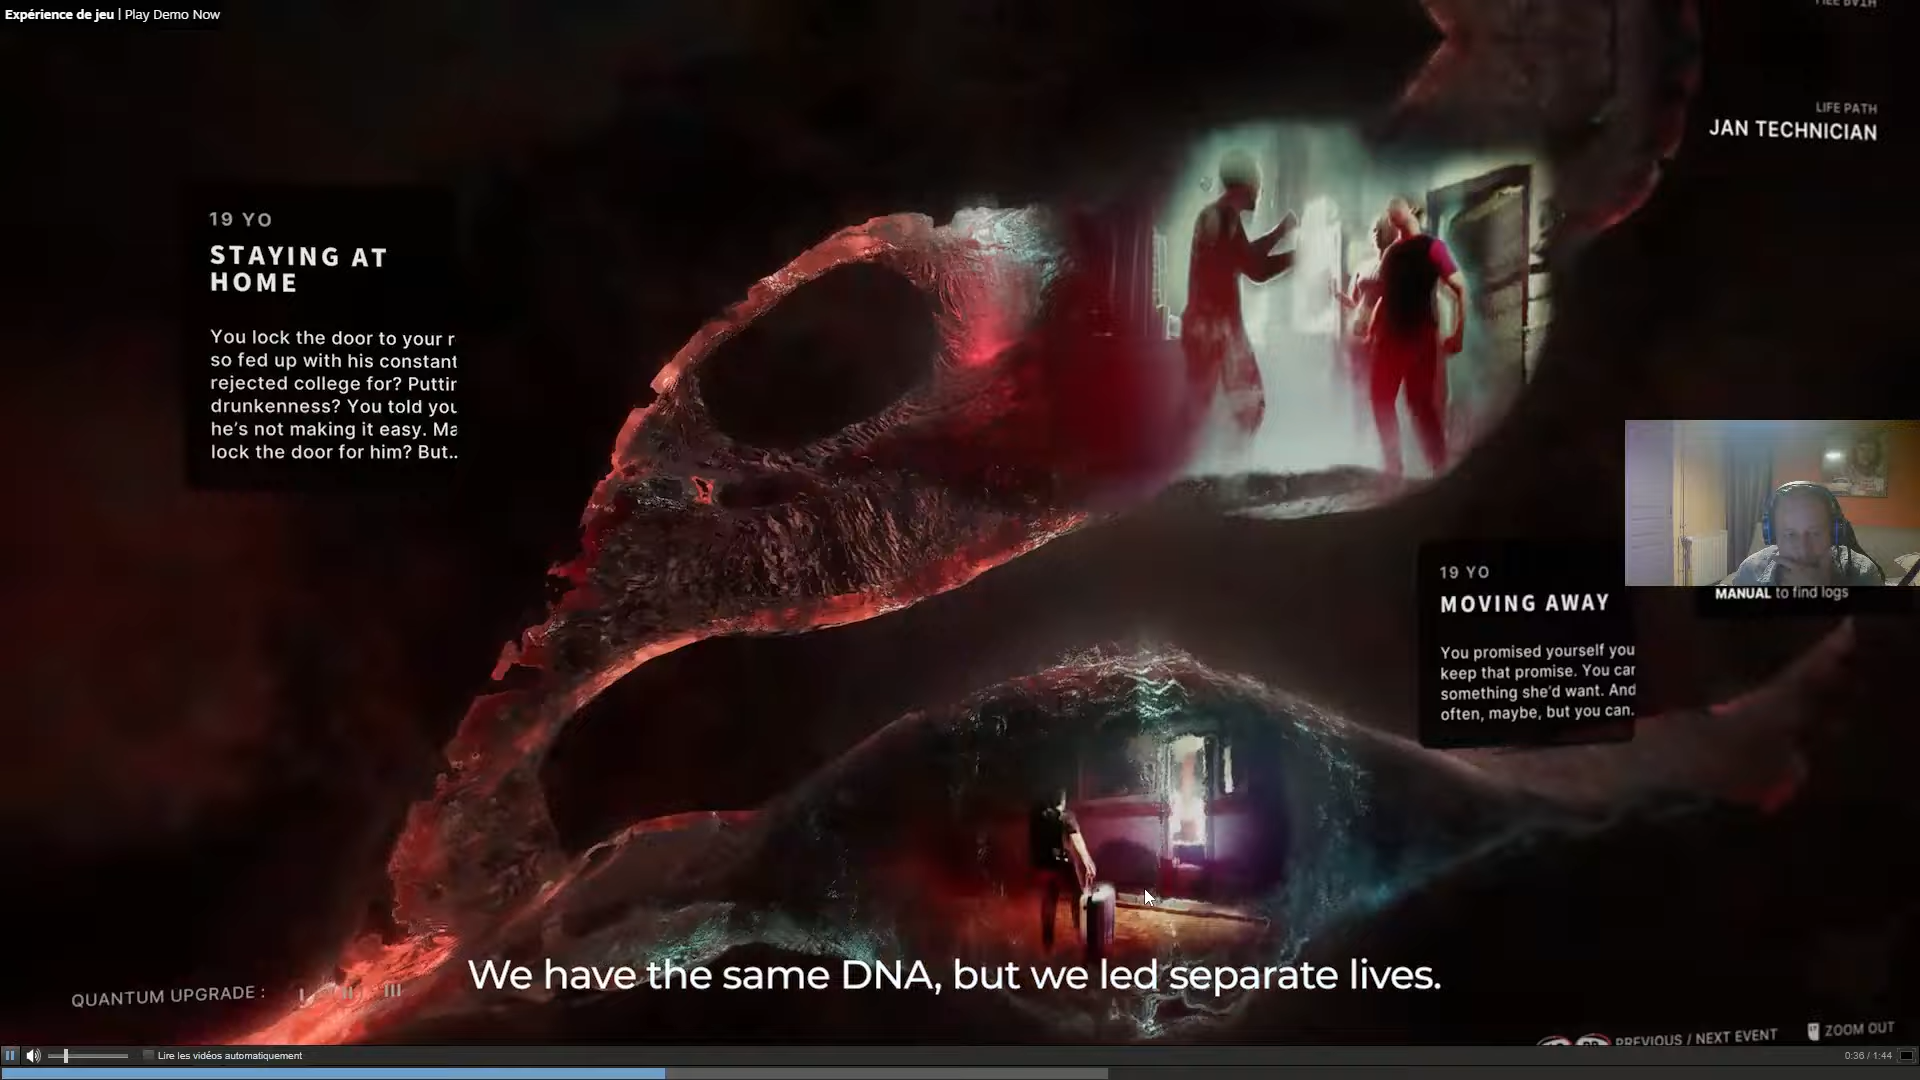 Expérience de jeu | Play Demo Now
LIFE PATH
JAN TECHNICIAN
19 YO
STAYING AT
HOME
You lock the door to your r
so fed up with his constant
rejected college for? Puttin
drunkenness? You told you
he's not making it easy. Ma
lock the door for him? But..
19 YO
MOVING AWAY
You promised yourself you
keep that promise. You can
something she'd want. And
often, maybe, but you can.
MANUAL to find logs
We have the same DNA, but we led separate lives.
QUANTUM UPGRADE : I II III
PREVIOUS / NEXT EVENT
ZOOM OUT
Lire les vidéos automatiquement
0:36 / 1:44